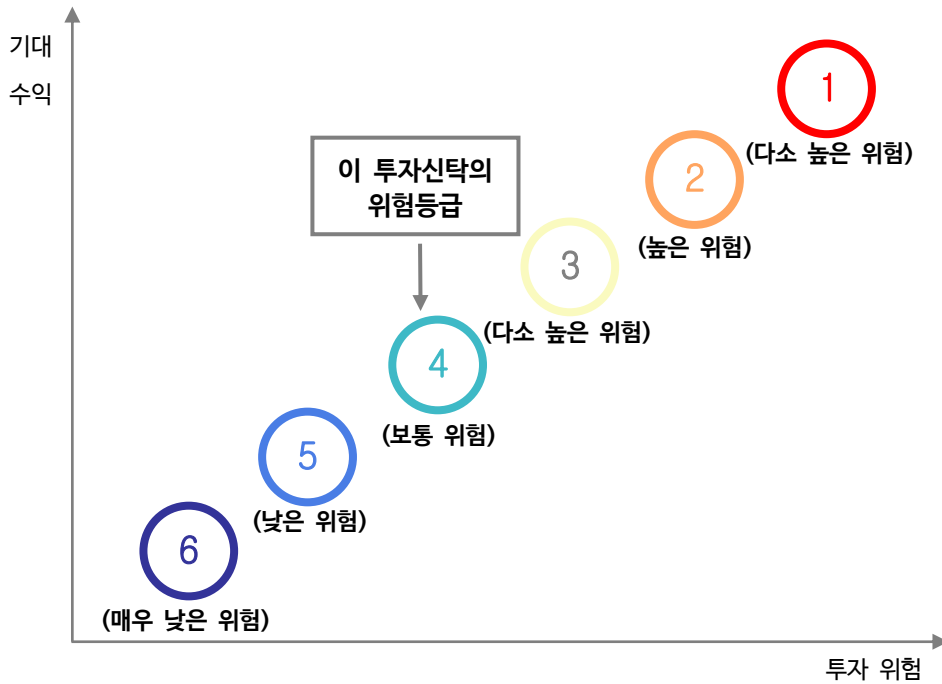 기대
수익
1
(다소 높은 위험)
이 투자신탁의
위험등급
2
(높은 위험)
3
(다소 높은 위험)
4
(보통 위험)
5
(낮은 위험)
6
(매우 낮은 위험)
투자 위험